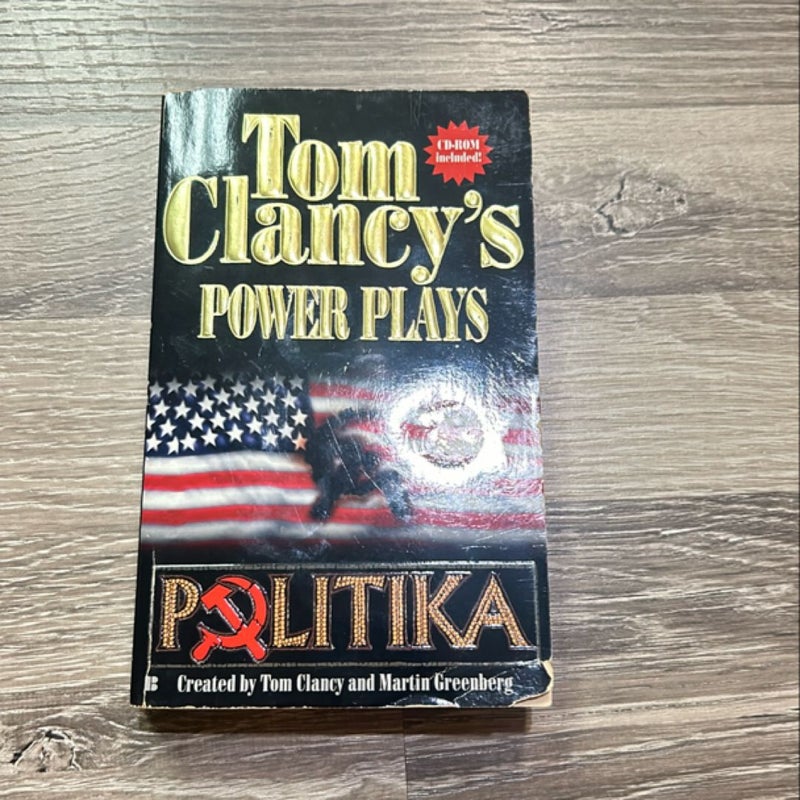 Tom
CD-ROM
included!
Clancy's
POWER PLAYS
POLITIKA
Created by Tom Clancy and Martin Greenberg